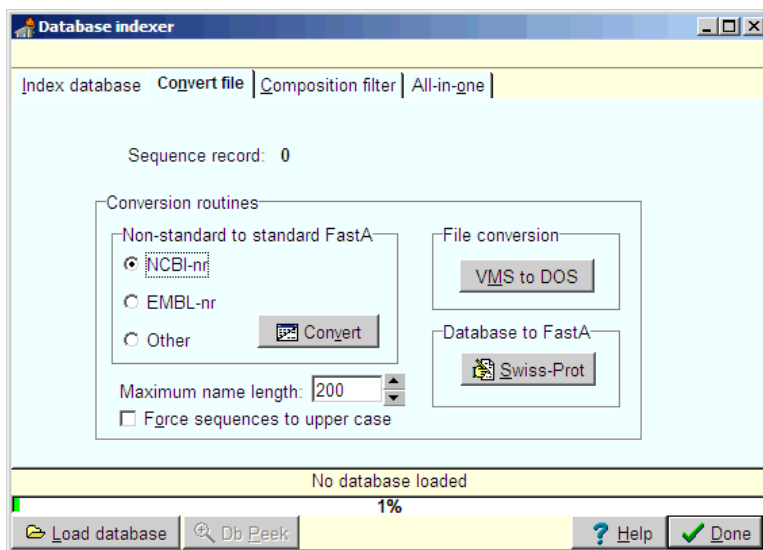 Database indexer
Index database Convert file Composition filter All-in-one
Sequence record: 0
Conversion routines
Non-standard to standard FastA
NCBI-nr
EMBL-nr
Other
Convert
File conversion
VMS to DOS
Database to FastA
Swiss-Prot
Maximum name length: 200
Force sequences to upper case
No database loaded
1%
Load database Db Peek ? Help Done